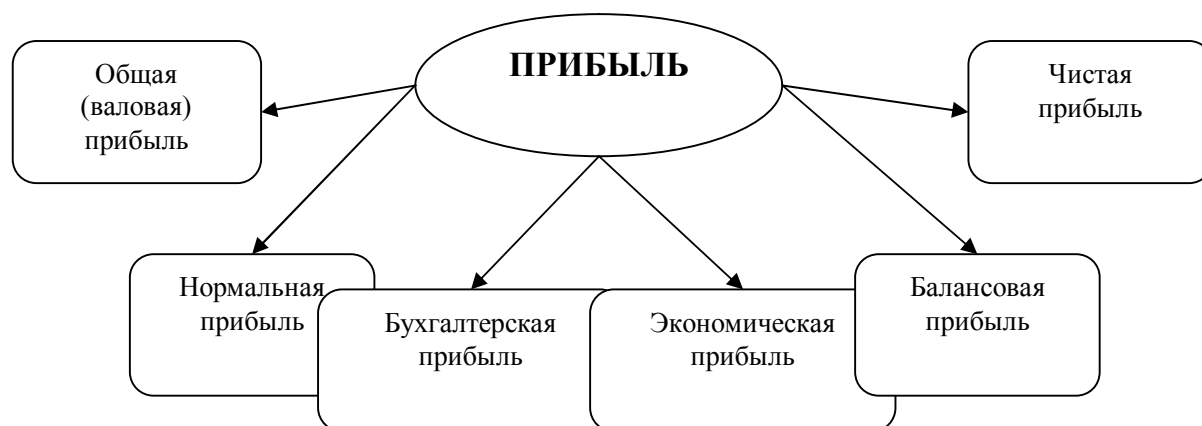 ПРИБЫЛЬ
Общая
(валовая)
прибыль
Чистая
прибыль
Нормальная
прибыль
Бухгалтерская
прибыль
Экономическая
прибыль
Балансовая
прибыль